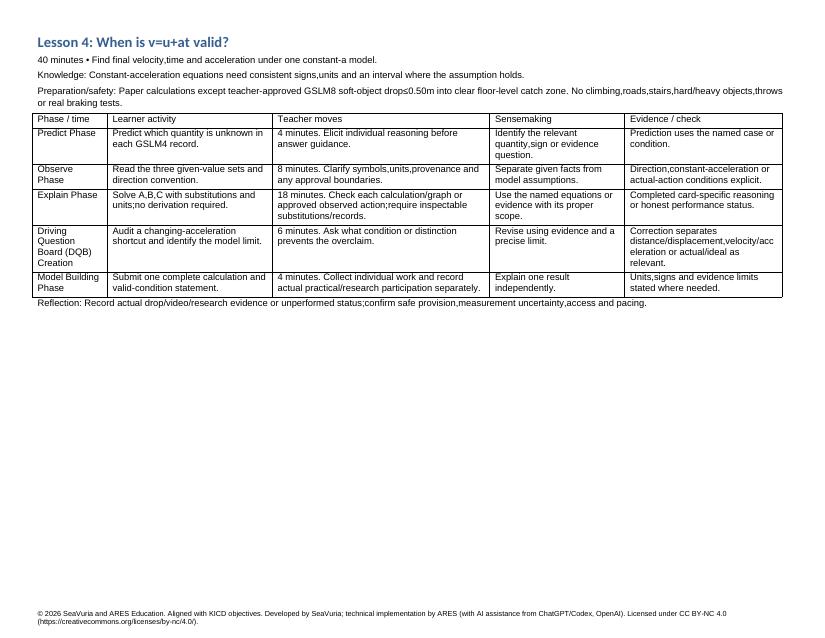 Lesson 4: When is v=u+at valid?
40 minutes • Find final velocity,time and acceleration under one constant-a model.
Knowledge: Constant-acceleration equations need consistent signs,units and an interval where the assumption holds.
Preparation/safety: Paper calculations except teacher-approved GSLM8 soft-object drops≤0.50m into clear floor-level catch zone. No climbing,roads,stairs,hard/heavy objects,throws
or real braking tests.
Phase / time
Learner activity
Teacher moves
Sensemaking
Evidence / check
Predict Phase
Predict which quantity is unknown in
each GSLM4 record.
4 minutes. Elicit individual reasoning before
answer guidance.
Identify the relevant
quantity,sign or evidence
question.
Prediction uses the named case or
condition.
Observe
Phase
Read the three given-value sets and
direction convention.
8 minutes. Clarify symbols,units,provenance and
any approval boundaries.
Separate given facts from
model assumptions.
Direction,constant-acceleration or
actual-action conditions explicit.
Explain Phase
Solve A,B,C with substitutions and
units;no derivation required.
18 minutes. Check each calculation/graph or
approved observed action;require inspectable
substitutions/records.
Use the named equations or
evidence with its proper
scope.
Completed card-specific reasoning
or honest performance status.
Driving
Question
Board (DQB)
Creation
Audit a changing-acceleration
shortcut and identify the model limit.
6 minutes. Ask what condition or distinction
prevents the overclaim.
Revise using evidence and a
precise limit.
Correction separates
distance/displacement,velocity/acc
eleration or actual/ideal as
relevant.
Model Building
Phase
Submit one complete calculation and
valid-condition statement.
4 minutes. Collect individual work and record
actual practical/research participation separately.
Explain one result
independently.
Units,signs and evidence limits
stated where needed.
Reflection: Record actual drop/video/research evidence or unperformed status;confirm safe provision,measurement uncertainty,access and pacing.
© 2026 SeaVuria and ARES Education. Aligned with KICD objectives. Developed by SeaVuria; technical implementation by ARES (with AI assistance from ChatGPT/Codex, OpenAI). Licensed under CC BY-NC 4.0
(https://creativecommons.org/licenses/by-nc/4.0/).